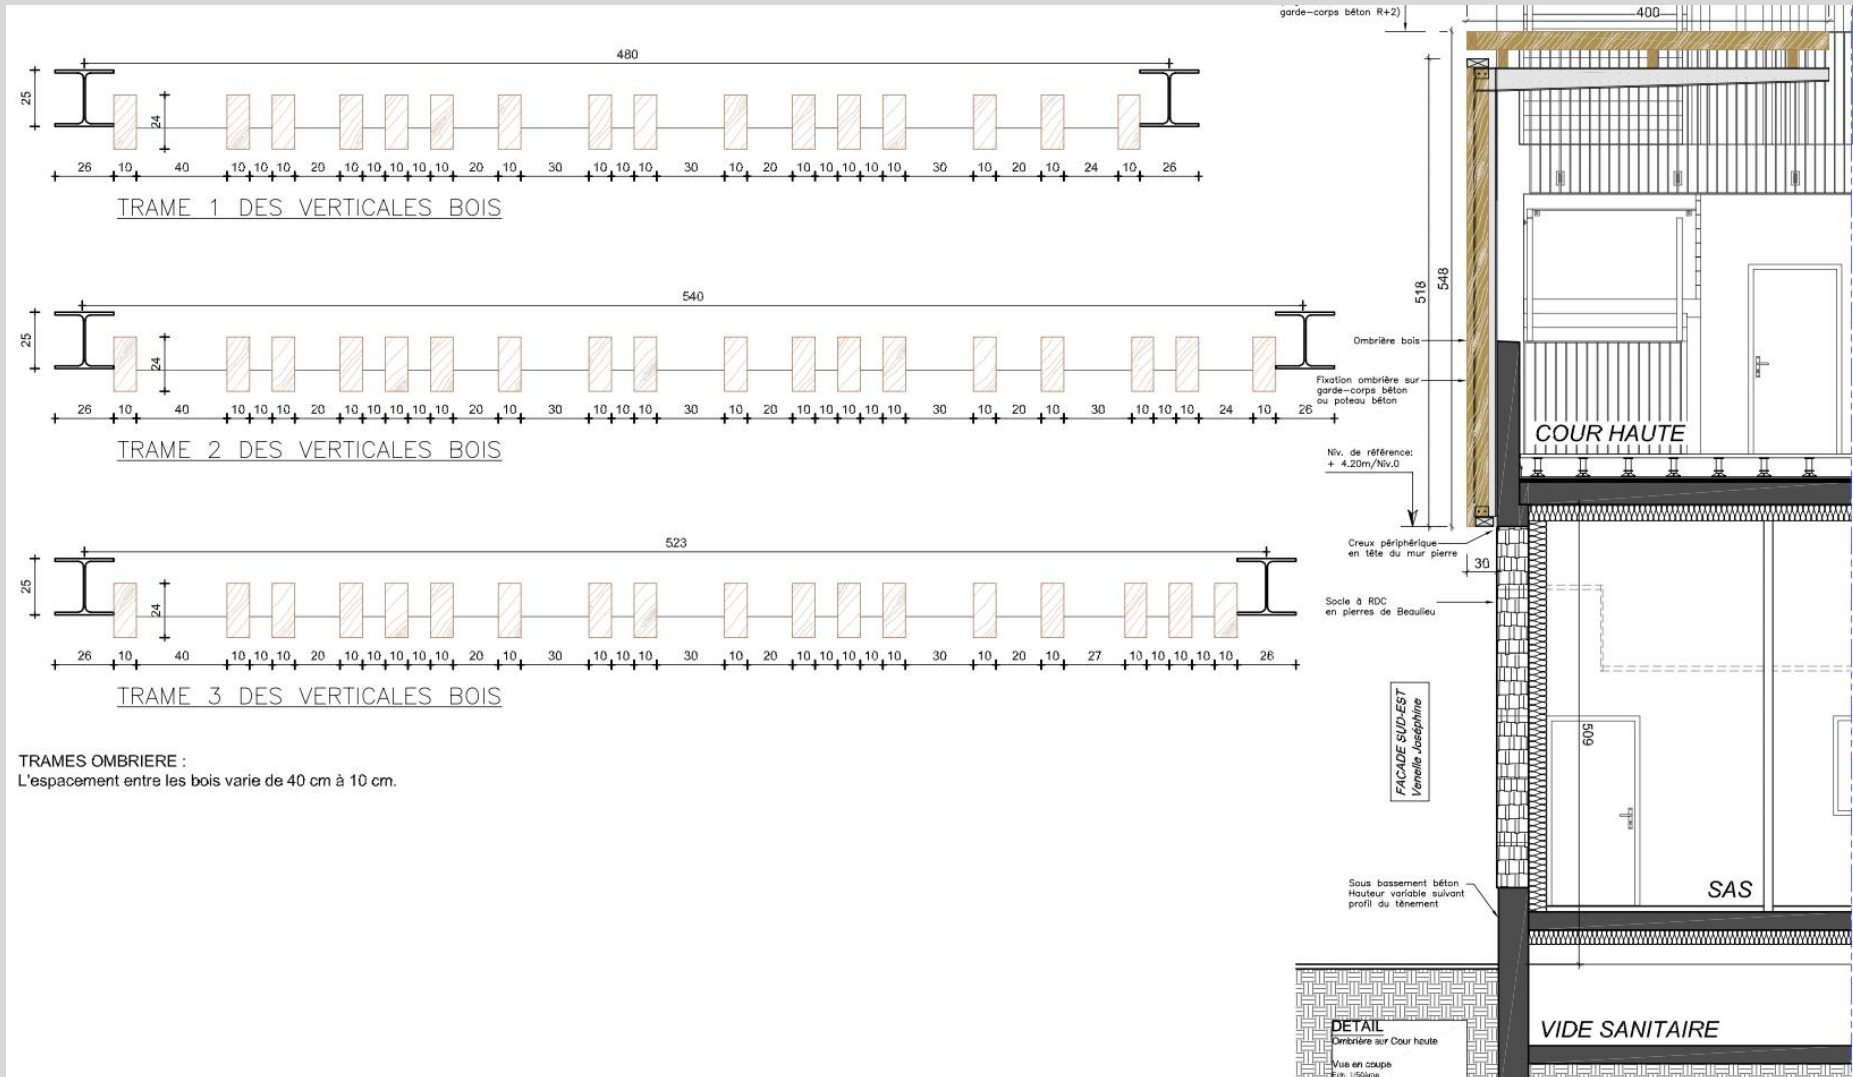 480
25
24
26 10 40 10 10 10 20 10 10 10 10 10 20 10 30 10 10 10 30 10 20 10 10 10 10 10 30 10 20 10 24 10 26
TRAME 1 DES VERTICALES BOIS
540
25
24
26 10 40 10 10 10 20 10 10 10 10 10 20 10 30 10 10 10 30 10 20 10 10 10 10 10 30 10 20 10 30 10 10 10 24 10 26
TRAME 2 DES VERTICALES BOIS
523
25
24
26 10 40 10 10 10 20 10 10 10 10 10 20 10 30 10 10 10 30 10 20 10 10 10 10 10 30 10 20 10 27 10 10 10 10 10 26
TRAME 3 DES VERTICALES BOIS
TRAMES OMBRIERE :
L'espacement entre les bois varie de 40 cm à 10 cm.
garde-corps béton R+2)
400
518
548
Ombrière bois
Fixation ombrière sur
garde-corps béton
ou poteau béton
COUR HAUTE
Niv. de référence:
+ 4.20m/Niv.0
Creux périphérique
en tête du mur pierre
30
Socle à RDC
en pierres de Beaulieu
FACADE SUD-EST
Venelle Joséphine
509
Sous bassement béton
Hauteur variable suivant
profil du tènement
SAS
VIDE SANITAIRE
DETAIL
Ombrière sur Cour haute
Vue en coupe
Ech. 1/50ème